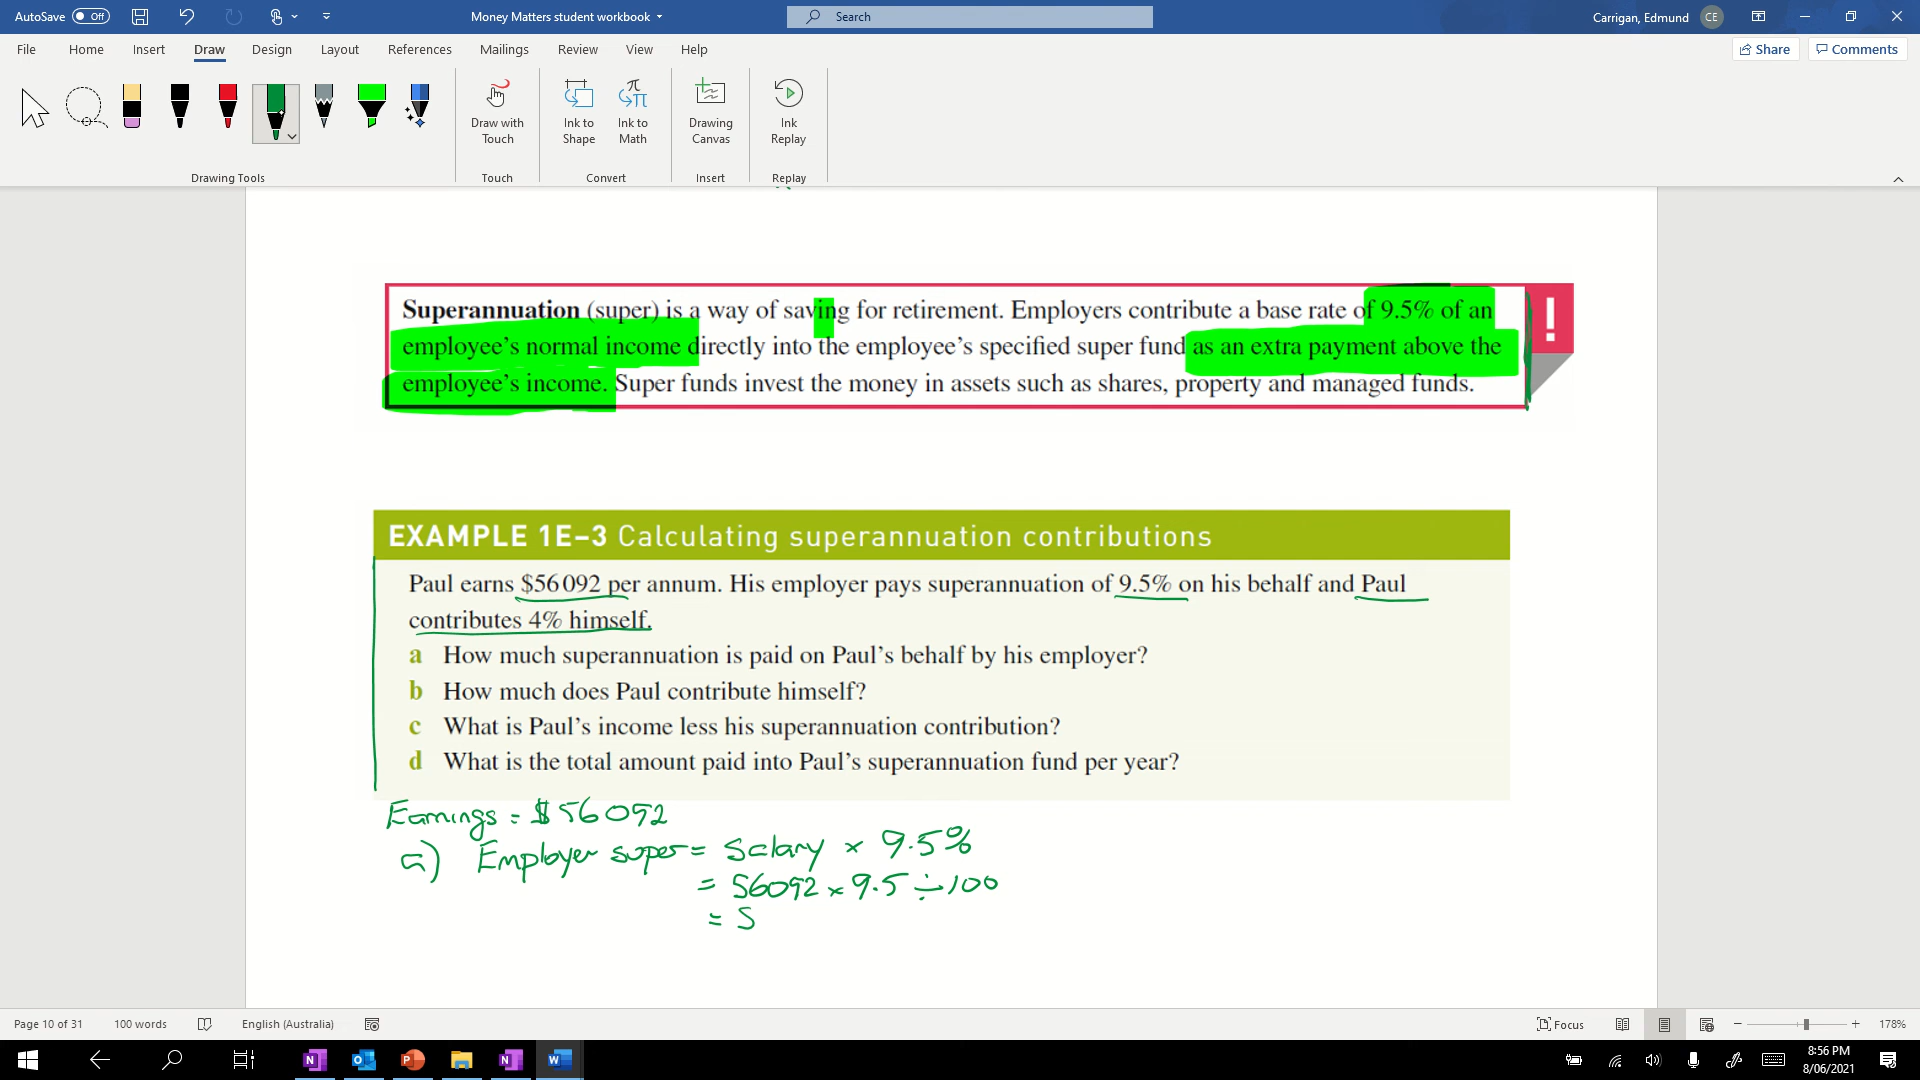 AutoSave Off
Money Matters student workbook
Search
Carrigan, Edmund CE
File Home Insert Draw Design Layout References Mailings Review View Help
Share Comments
Draw with Touch
Ink to Shape
Ink to Math
Drawing Canvas
Ink Replay
Drawing Tools Touch Convert Insert Replay
Superannuation (super) is a way of saving for retirement. Employers contribute a base rate of 9.5% of an
employee's normal income directly into the employee's specified super fund as an extra payment above the
employee's income. Super funds invest the money in assets such as shares, property and managed funds.
!
EXAMPLE 1E–3 Calculating superannuation contributions
Paul earns $56 092 per annum. His employer pays superannuation of 9.5% on his behalf and Paul
contributes 4% himself.
a How much superannuation is paid on Paul's behalf by his employer?
b How much does Paul contribute himself?
c What is Paul's income less his superannuation contribution?
d What is the total amount paid into Paul's superannuation fund per year?
Earnings = $56092
a) Employer super = Salary × 9.5%
= 56092 × 9.5 ÷ 100
= 5
Page 10 of 31 100 words English (Australia) Focus 178%
8:56 PM
8/06/2021